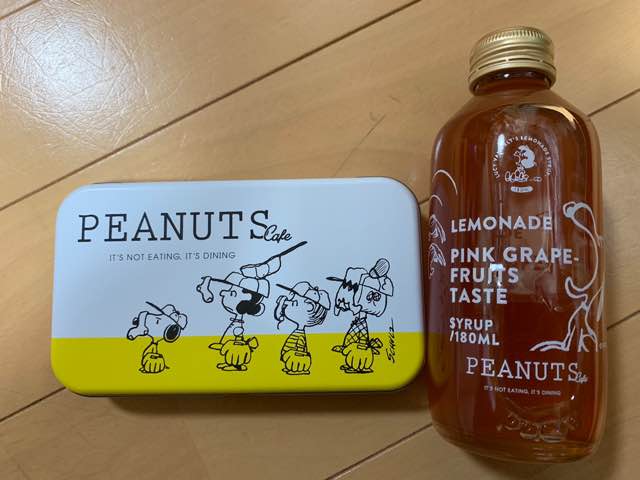 PEANUTS Cafe
IT'S NOT EATING, IT'S DINING
SCHULZ
LEMONADE
PINK GRAPE-
FRUITS
TASTE
SYRUP
/180ML
PEANUTS Cafe
IT'S NOT EATING, IT'S DINING